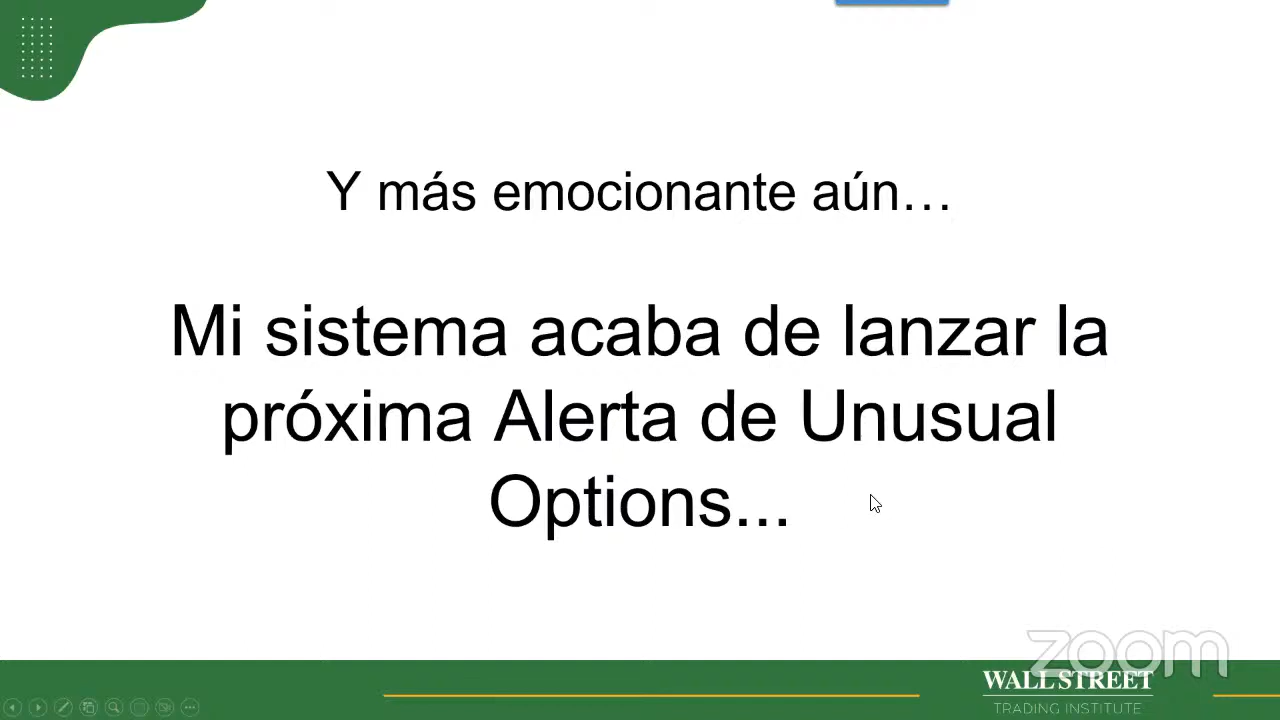 Y más emocionante aún…
Mi sistema acaba de lanzar la
próxima Alerta de Unusual
Options...
zoom
WALL STREET
TRADING INSTITUTE